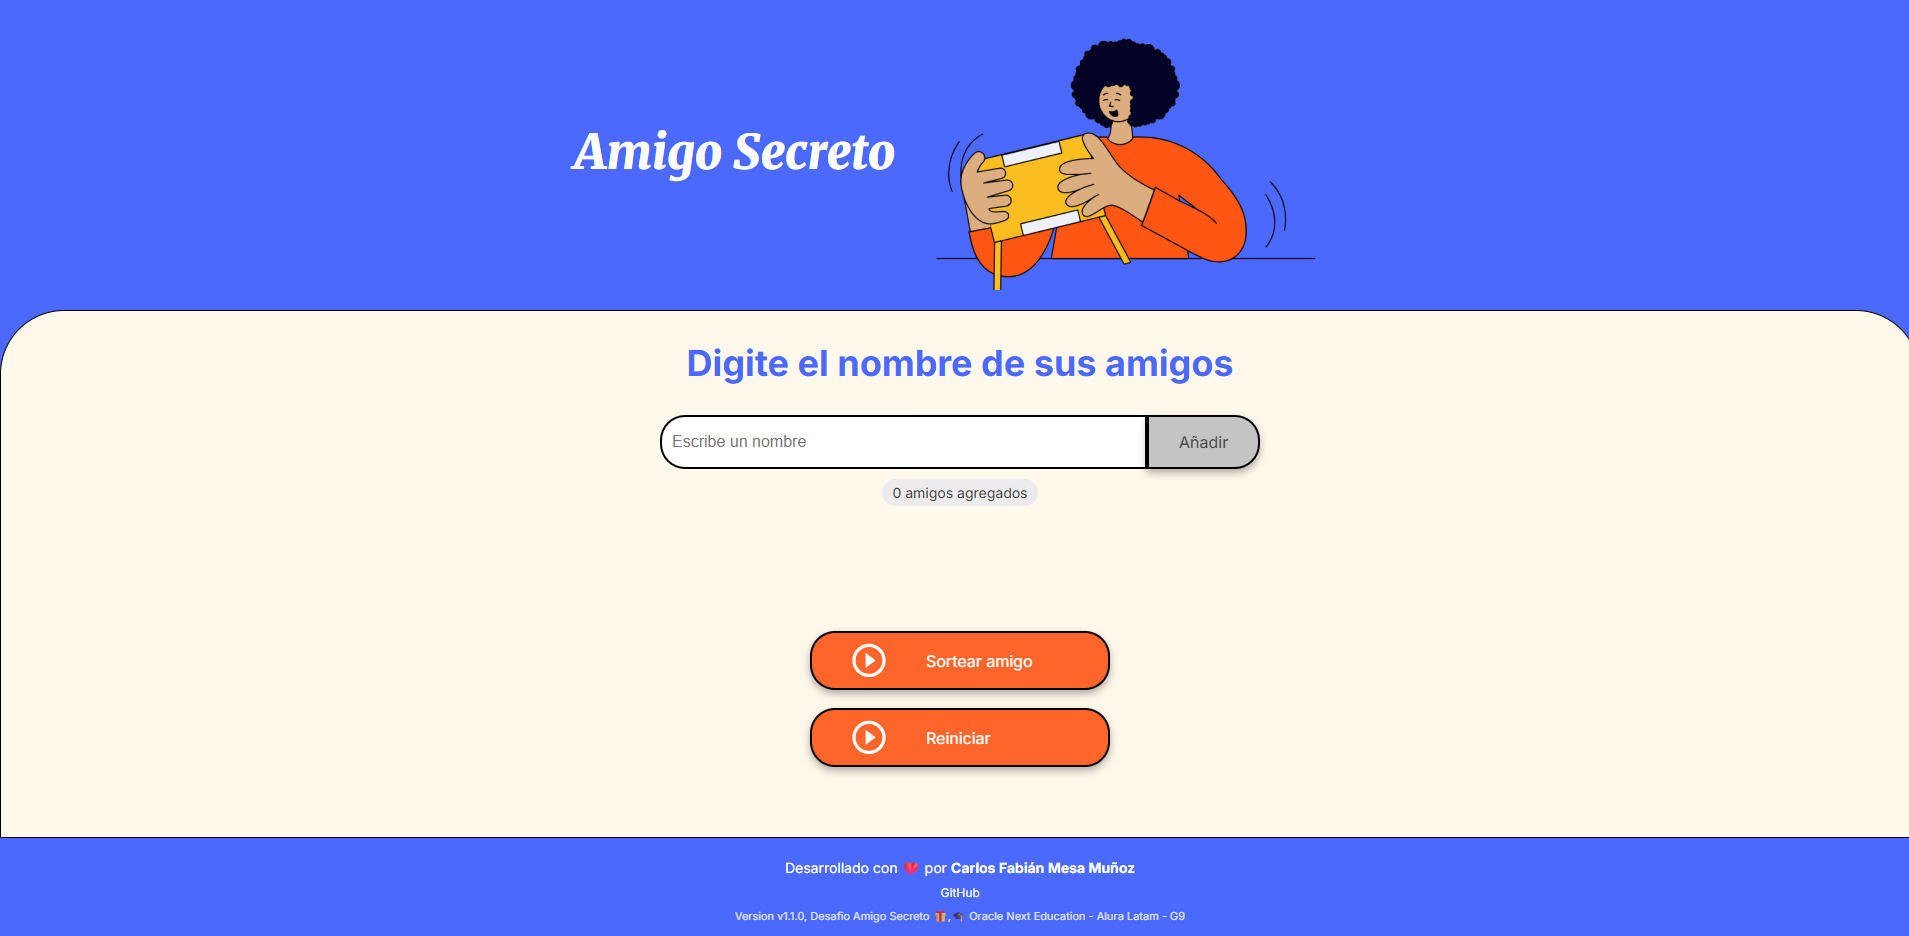 Amigo Secreto
Digite el nombre de sus amigos
Escribe un nombre
Añadir
0 amigos agregados
Sortear amigo
Reiniciar
Desarrollado con ❤️ por Carlos Fabián Mesa Muñoz
GitHub
Version v1.1.0, Desafio Amigo Secreto 🎁,🎓 Oracle Next Education - Alura Latam - G9